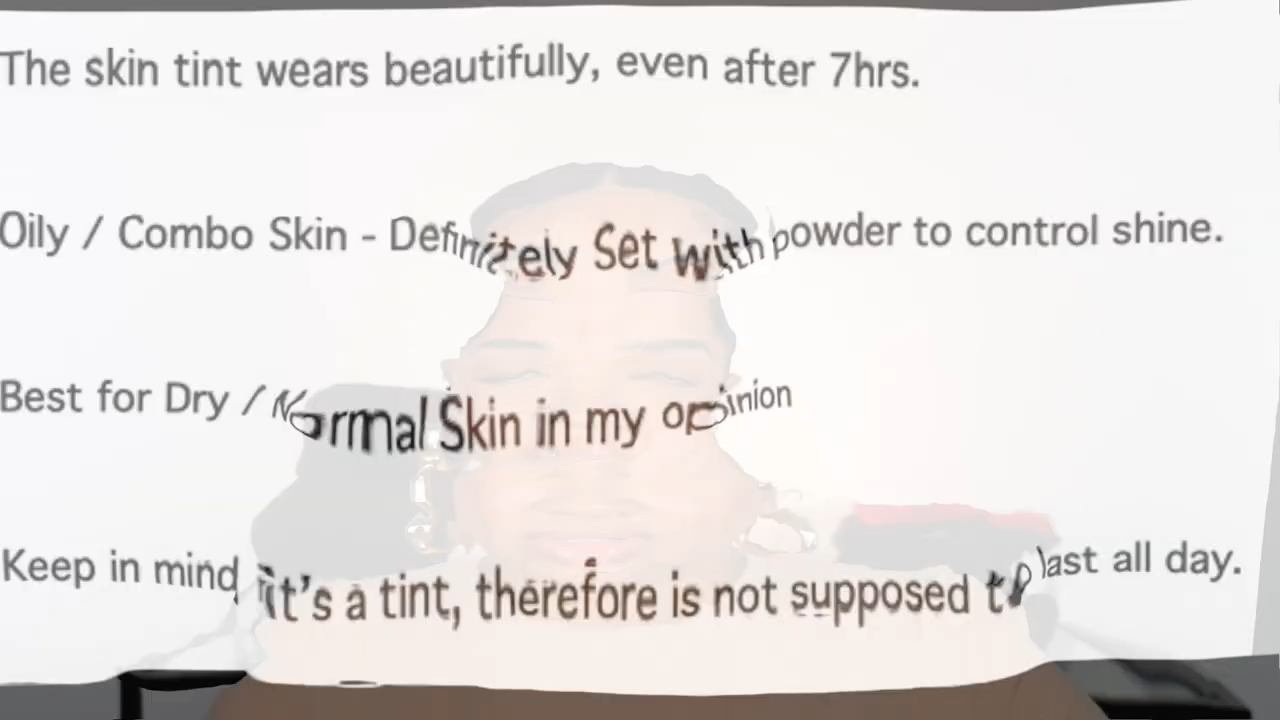 The skin tint wears beautifully, even after 7hrs.
Oily / Combo Skin - Definitely Set with powder to control shine.
Best for Dry / Normal Skin in my opinion
Keep in mind it's a tint, therefore is not supposed to last all day.